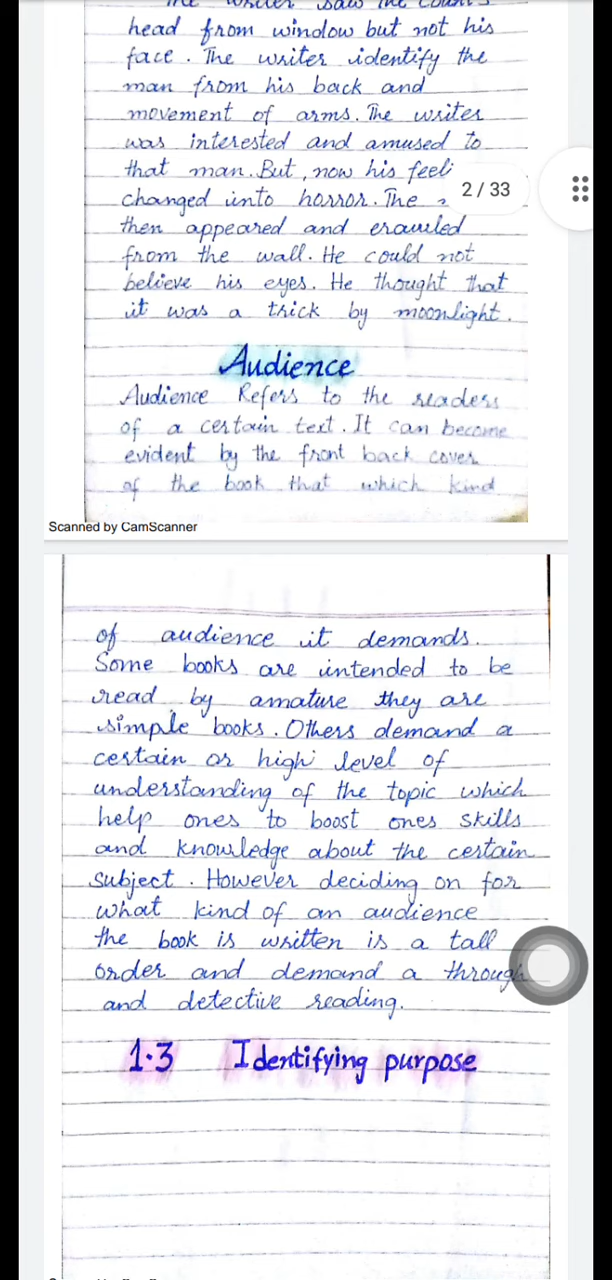 head from window but not his
face. The writer identify the
man from his back and
movement of arms. The writer
was interested and amused to
that man. But, now his feeli
changed into horror. The
2 / 33
then appeared and erawled
from the wall. He could not
believe his eyes. He thought that
it was a trick by moonlight.
Audience
Audience Refers to the readers
of a certain text. It can become
evident by the front back cover
of the book that which kind
Scanned by CamScanner
of audience it demands.
Some books are intended to be
read by amature they are
simple books. Others demand a
certain or high level of
understanding of the topic which
help ones to boost ones skills
and knowledge about the certain
subject. However deciding on for
what kind of an audience
the book is written is a tall
order and demand a through
and detective reading.
1.3 Identifying purpose